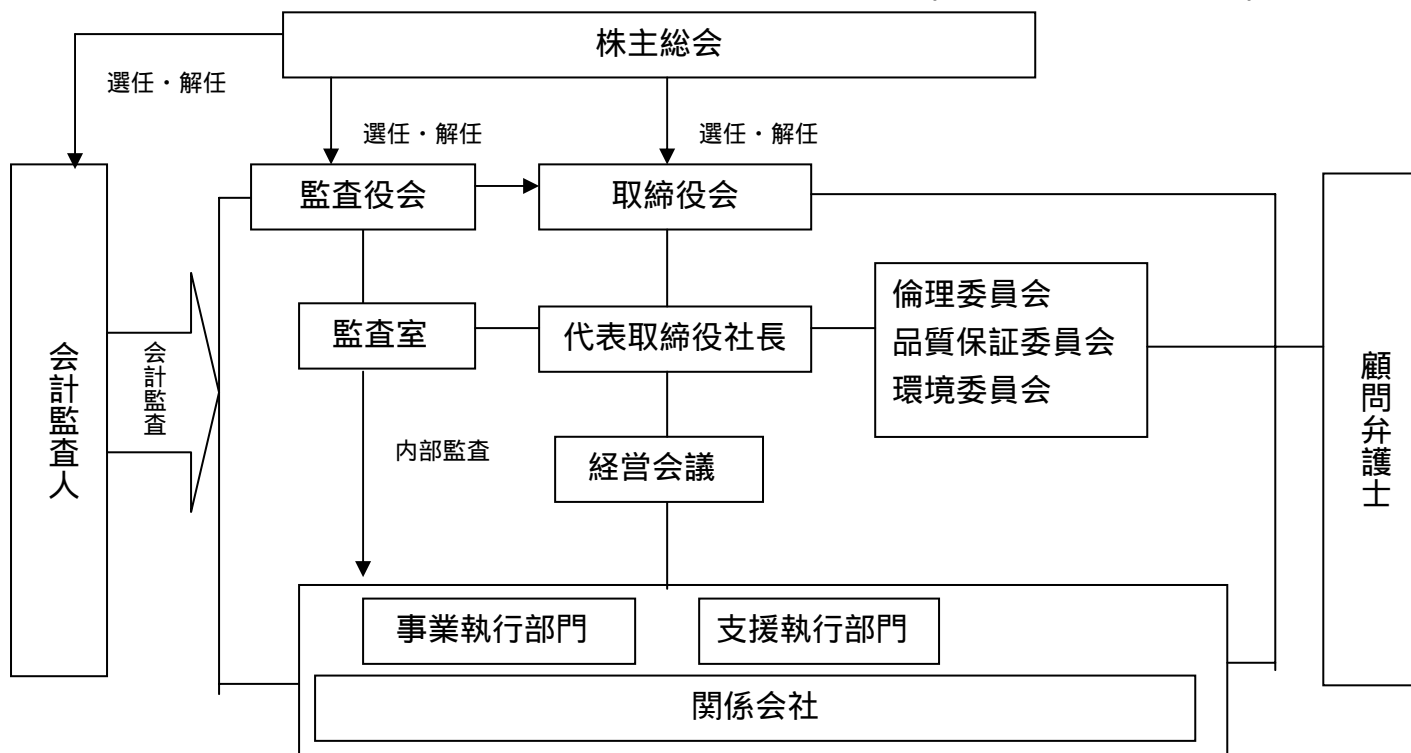 株主総会
選任・解任
選任・解任
選任・解任
監査役会
取締役会
倫理委員会
品質保証委員会
環境委員会
監査室
代表取締役社長
会計監査人
会計監査
顧問弁護士
内部監査
経営会議
事業執行部門
支援執行部門
関係会社